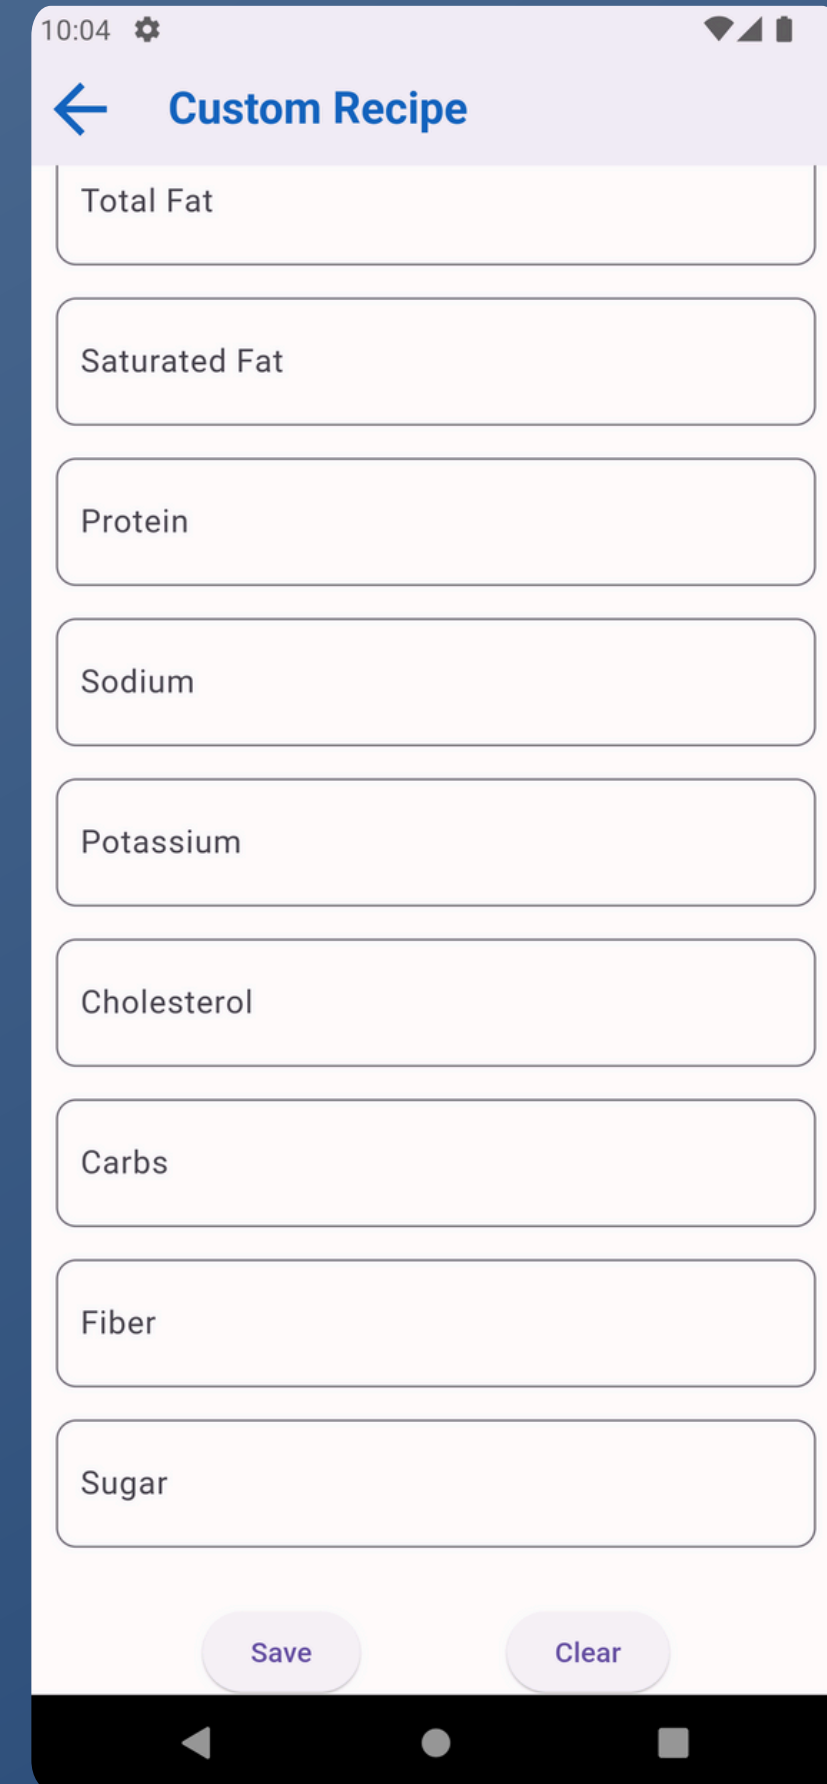 10:04
Custom Recipe
Total Fat
Saturated Fat
Protein
Sodium
Potassium
Cholesterol
Carbs
Fiber
Sugar
Save Clear